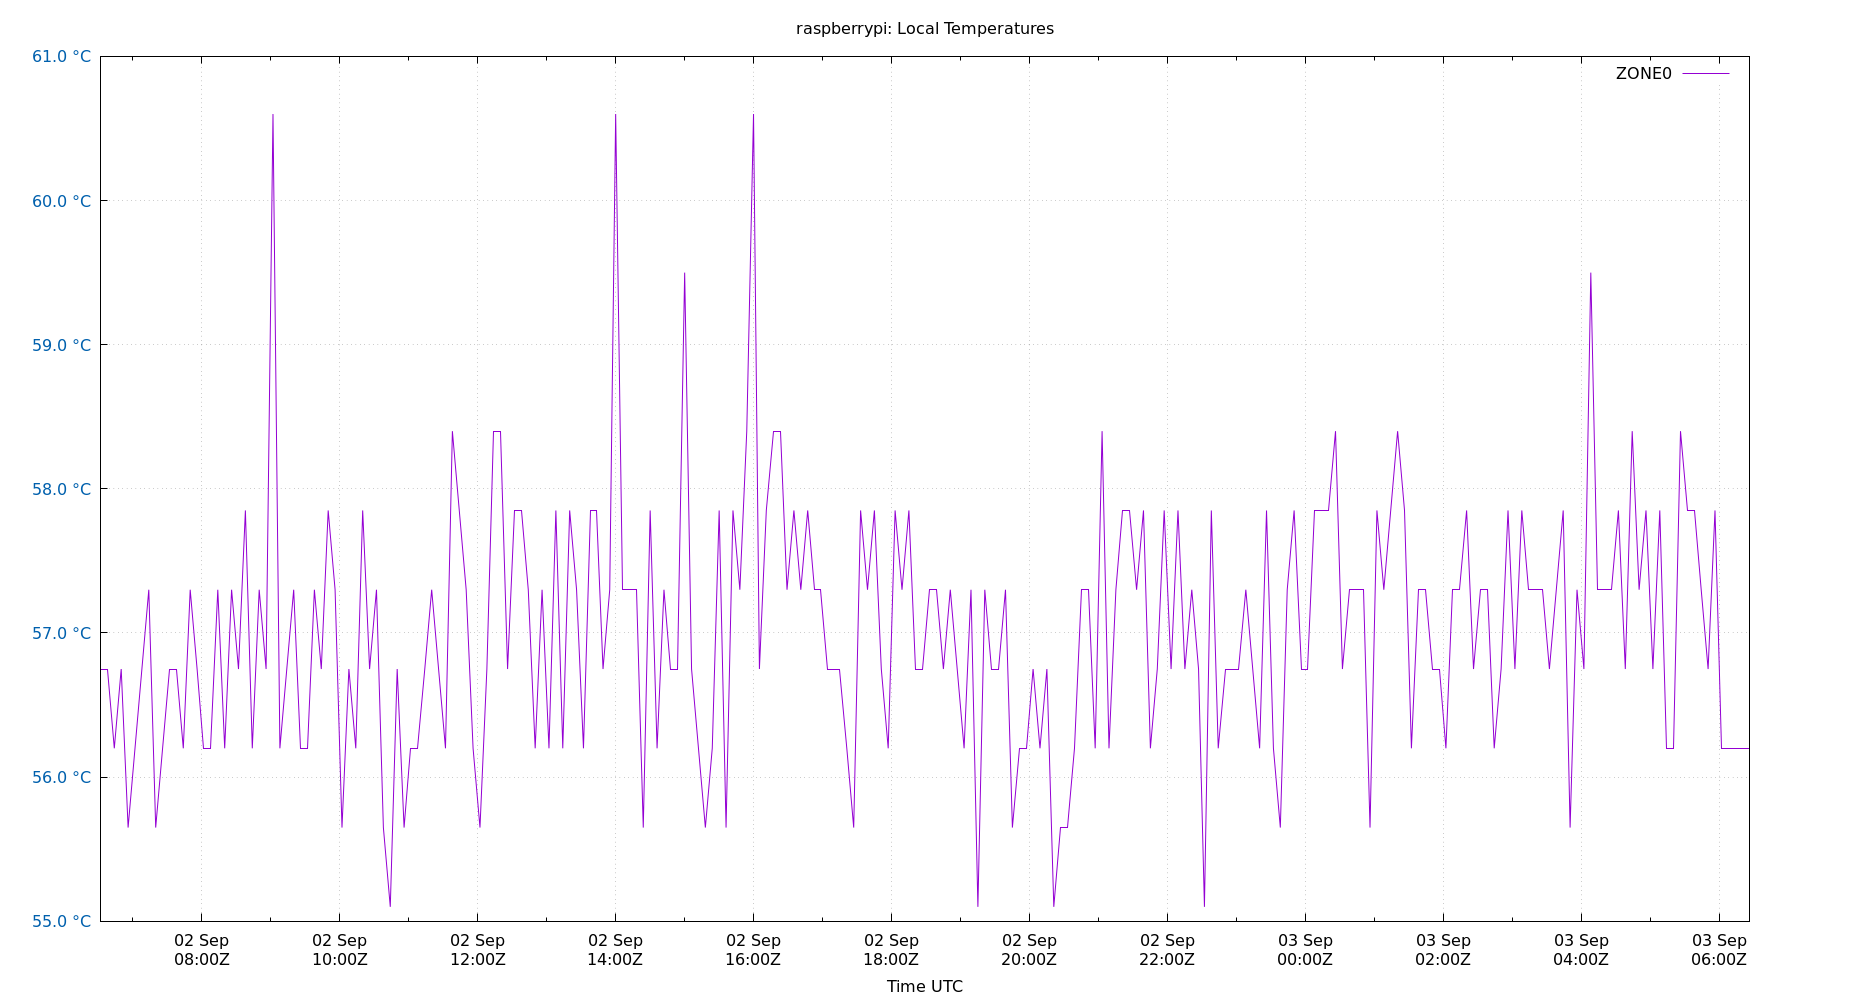 raspberrypi: Local Temperatures
61.0 °C
ZONE0
60.0 °C
59.0 °C
58.0 °C
57.0 °C
56.0 °C
55.0 °C
02 Sep 02 Sep 02 Sep 02 Sep 02 Sep 02 Sep 02 Sep 02 Sep 03 Sep 03 Sep 03 Sep 03 Sep
08:00Z 10:00Z 12:00Z 14:00Z 16:00Z 18:00Z 20:00Z 22:00Z 00:00Z 02:00Z 04:00Z 06:00Z
Time UTC